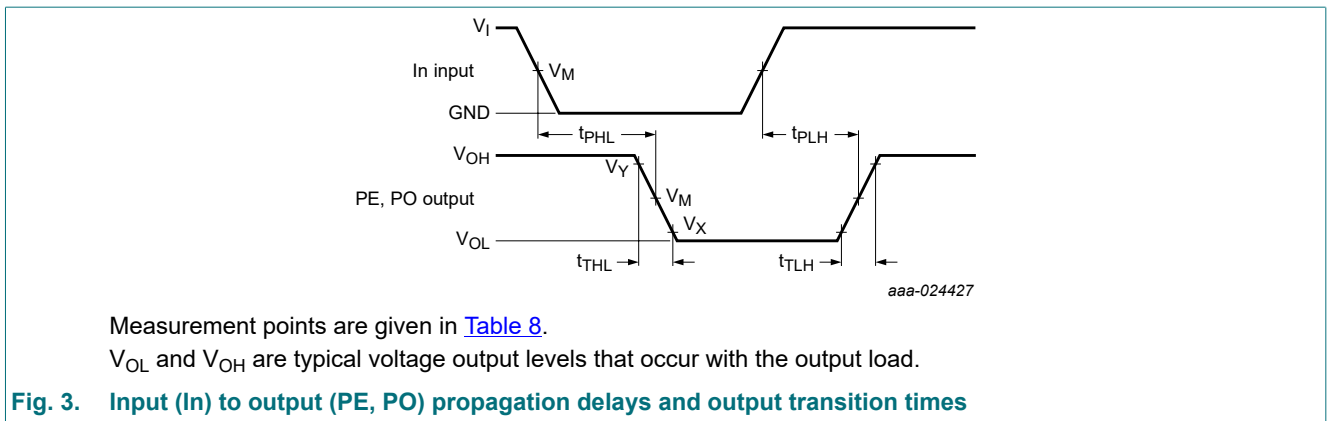 V_I
In input
V_M
GND
t_PHL
t_PLH
V_OH
V_Y
PE, PO output
V_M
V_X
V_OL
t_THL
t_TLH
aaa-024427
Measurement points are given in Table 8.
V_OL and V_OH are typical voltage output levels that occur with the output load.
Fig. 3. Input (In) to output (PE, PO) propagation delays and output transition times